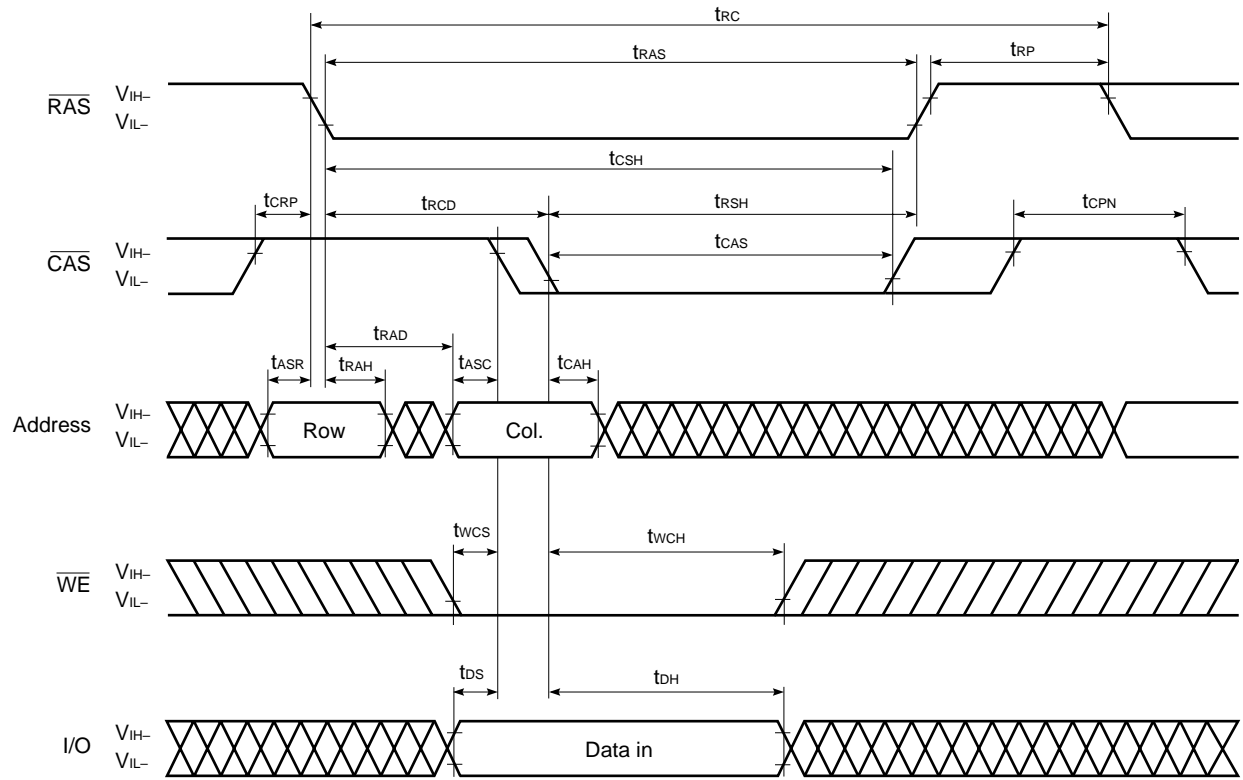 tRC
tRAS
tRP
RAS
VIH–
VIL–
tCSH
tCRP
tRCD
tRSH
tCPN
CAS
VIH–
VIL–
tCAS
tRAD
tASR
tRAH
tASC
tCAH
Address
VIH–
VIL–
Row
Col.
tWCS
tWCH
WE
VIH–
VIL–
tDS
tDH
I/O
VIH–
VIL–
Data in